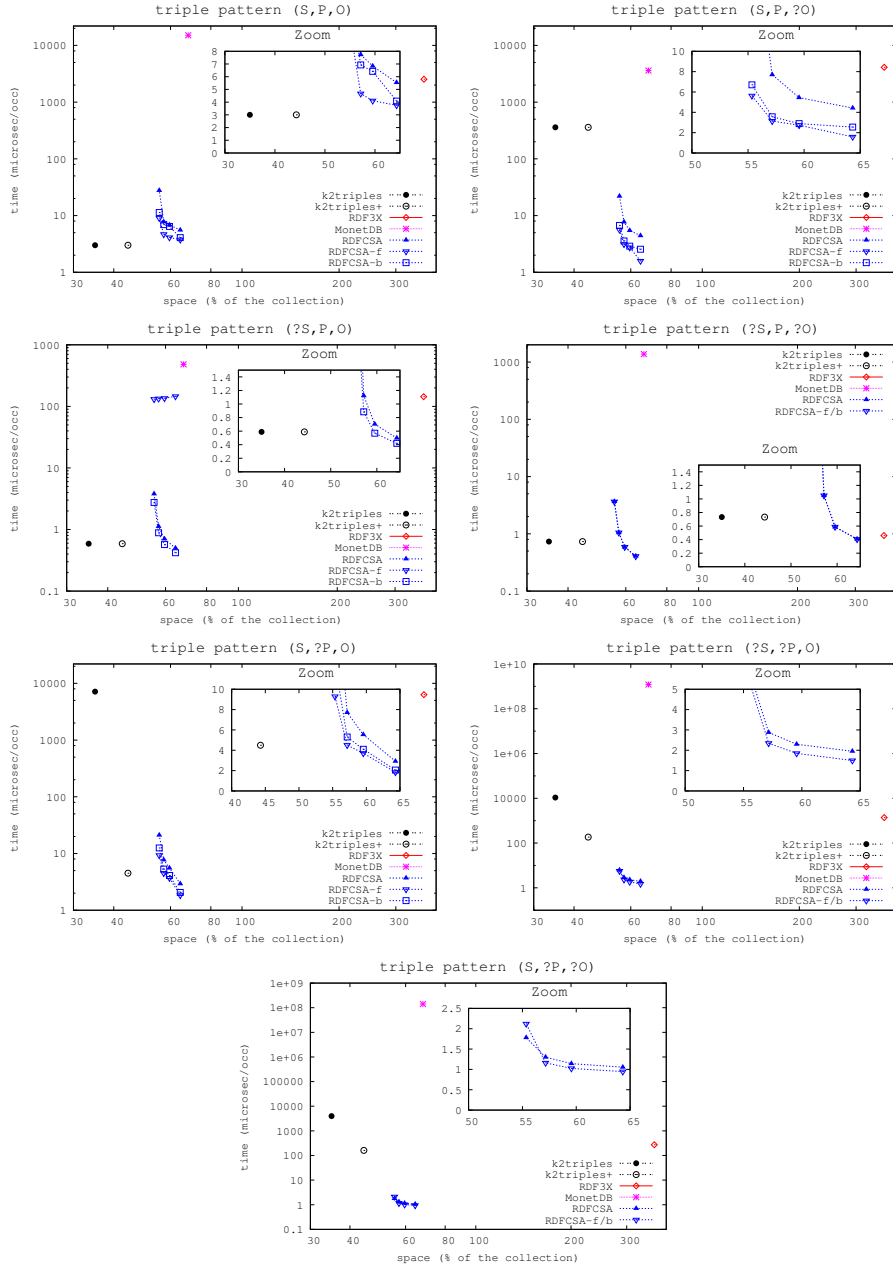 triple pattern (S,P,O)
Zoom
time (microsec/occ)
10000
1000
100
10
1
8
7
6
5
4
3
2
1
0
30 40 50 60
k2triples
k2triples+
RDF3X
MonetDB
RDFCSA
RDFCSA-f
RDFCSA-b
30 40 60 80 100 200 300
space (% of the collection)
triple pattern (S,P,?O)
Zoom
time (microsec/occ)
10000
1000
100
10
1
10
8
6
4
2
0
50 55 60 65
k2triples
k2triples+
RDF3X
MonetDB
RDFCSA
RDFCSA-f
RDFCSA-b
30 40 60 80 100 200 300
space (% of the collection)
triple pattern (?S,P,O)
Zoom
time (microsec/occ)
1000
100
10
1
0.1
1.4
1.2
1
0.8
0.6
0.4
0.2
0
30 40 50 60
k2triples
k2triples+
RDF3X
MonetDB
RDFCSA
RDFCSA-f
RDFCSA-b
30 40 60 80 100 200 300
space (% of the collection)
triple pattern (?S,P,?O)
k2triples
k2triples+
RDF3X
MonetDB
RDFCSA
RDFCSA-f/b
time (microsec/occ)
1000
100
10
1
0.1
Zoom
1.4
1.2
1
0.8
0.6
0.4
0.2
0
30 40 50 60
30 40 60 80 100 200 300
space (% of the collection)
triple pattern (S,?P,O)
Zoom
time (microsec/occ)
10000
1000
100
10
1
10
8
6
4
2
0
40 45 50 55 60 65
k2triples
k2triples+
RDF3X
MonetDB
RDFCSA
RDFCSA-f
RDFCSA-b
30 40 60 80 100 200 300
space (% of the collection)
triple pattern (?S,?P,O)
Zoom
time (microsec/occ)
1e+10
1e+08
1e+06
10000
100
1
5
4
3
2
1
0
50 55 60 65
k2triples
k2triples+
RDF3X
MonetDB
RDFCSA
RDFCSA-f/b
30 40 60 80 100 200 300
space (% of the collection)
triple pattern (S,?P,?O)
Zoom
time (microsec/occ)
1e+09
1e+08
1e+07
1e+06
100000
10000
1000
100
10
1
0.1
2.5
2
1.5
1
0.5
0
50 55 60 65
k2triples
k2triples+
RDF3X
MonetDB
RDFCSA
RDFCSA-f/b
30 40 60 80 100 200 300
space (% of the collection)